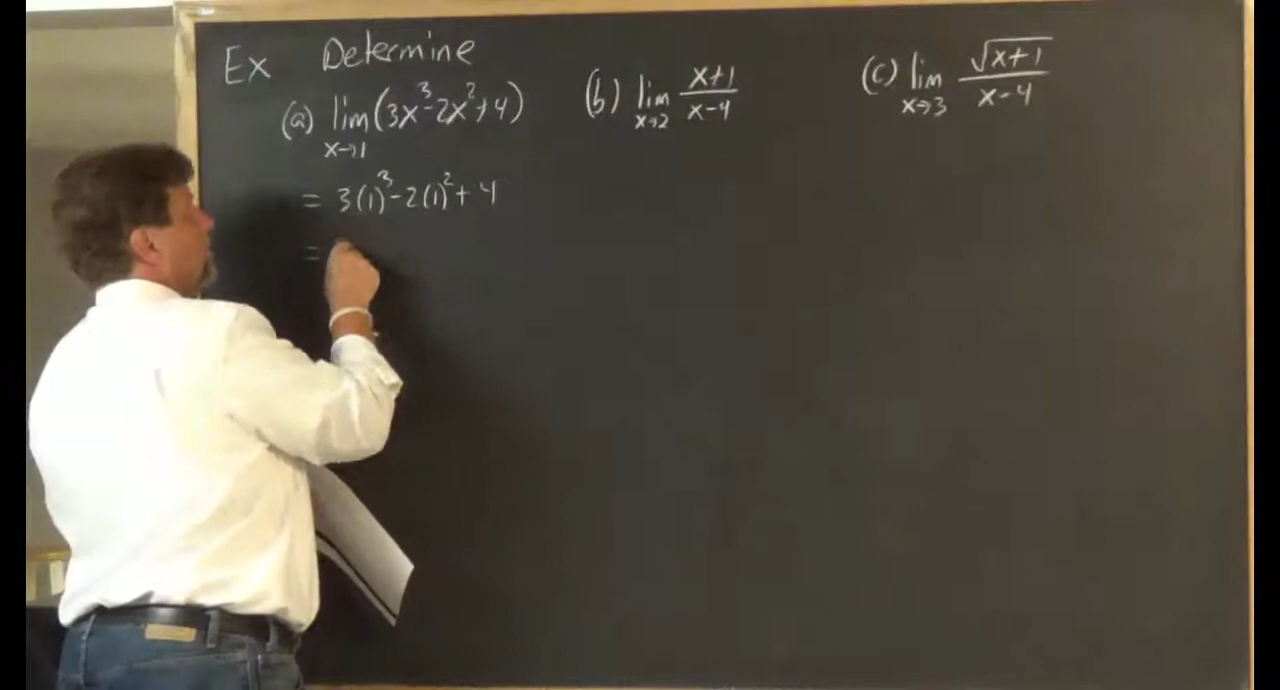 Ex Determine
(a) lim x→1 (3x³-2x²+4)
(b) lim x→2 x+1/x-4
(c) lim x→3 √x+1/x-4
= 3(1)³-2(1)²+4
=